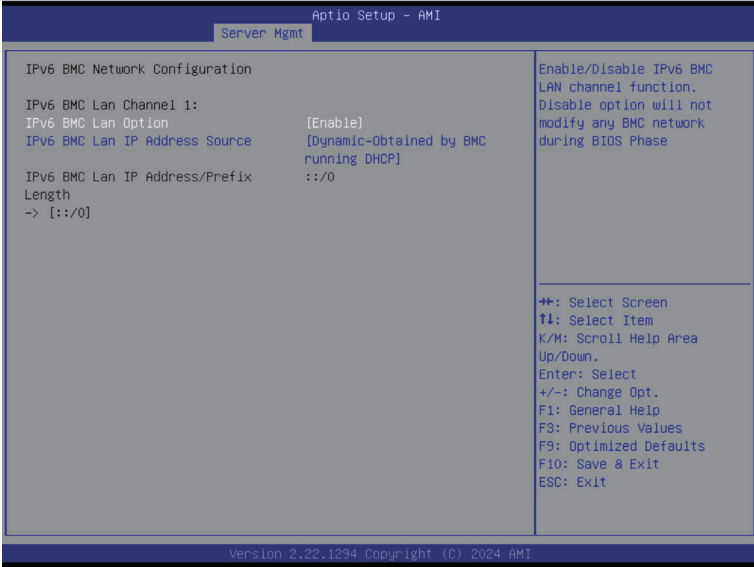 Aptio Setup – AMI
Server Mgmt
IPv6 BMC Network Configuration
IPv6 BMC Lan Channel 1:
IPv6 BMC Lan Option [Enable]
IPv6 BMC Lan IP Address Source [Dynamic-Obtained by BMC
running DHCP]
IPv6 BMC Lan IP Address/Prefix ::/0
Length
-> [::/0]
Enable/Disable IPv6 BMC
LAN channel function.
Disable option will not
modify any BMC network
during BIOS Phase
→←: Select Screen
↑↓: Select Item
K/M: Scroll Help Area
Up/Down.
Enter: Select
+/-: Change Opt.
F1: General Help
F3: Previous Values
F9: Optimized Defaults
F10: Save & Exit
ESC: Exit
Version 2.22.1294 Copyright (C) 2024 AMI